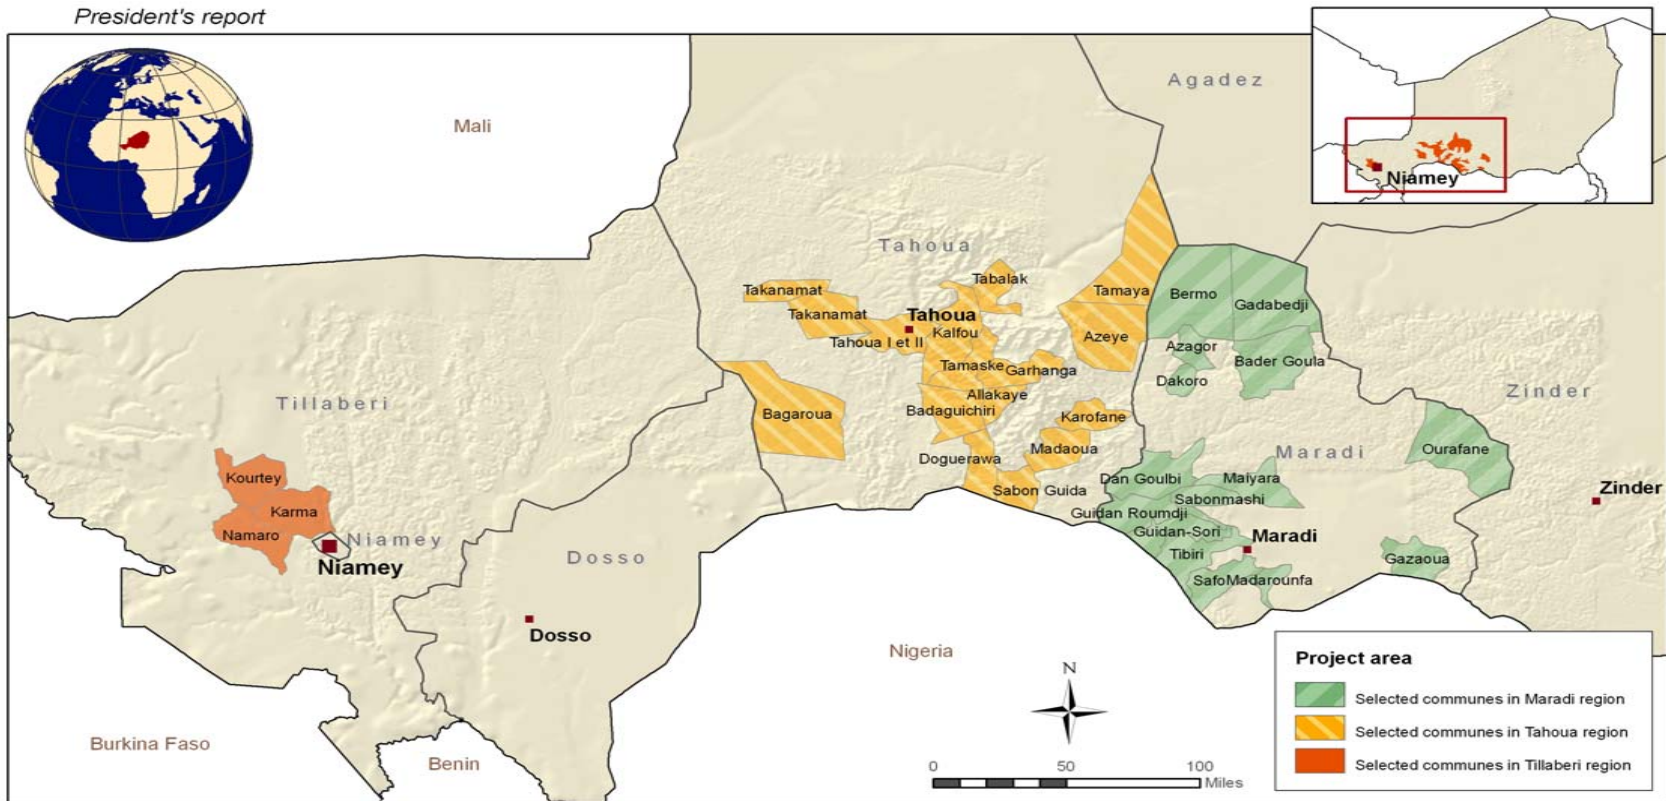 President's report
Mali
Agadez
Niamey
Tahoua
Tabalak
Takanamat
Tamaya
Bermo
Gadabedji
Takanamat
Tahoua
Kalfou
Azeye
Tahoua I et II
Azagor
Bader Goula
Tamaske
Garhanga
Dakoro
Zinder
Allakaye
Tillaberi
Bagaroua
Badaguichiri
Karofane
Madaoua
Maradi
Ourafane
Doguerawa
Kourtey
Dan Goulbi
Maiyara
Sabon Guida
Sabonmashi
Zinder
Karma
Guidan Roumdji
Namaro
Niamey
Guidan-Sori
Maradi
Tibiri
Dosso
Gazaoua
Niamey
Safo
Madarounfa
Dosso
Nigeria
N
Burkina Faso
Benin
0 50 100
Miles
Project area
Selected communes in Maradi region
Selected communes in Tahoua region
Selected communes in Tillaberi region